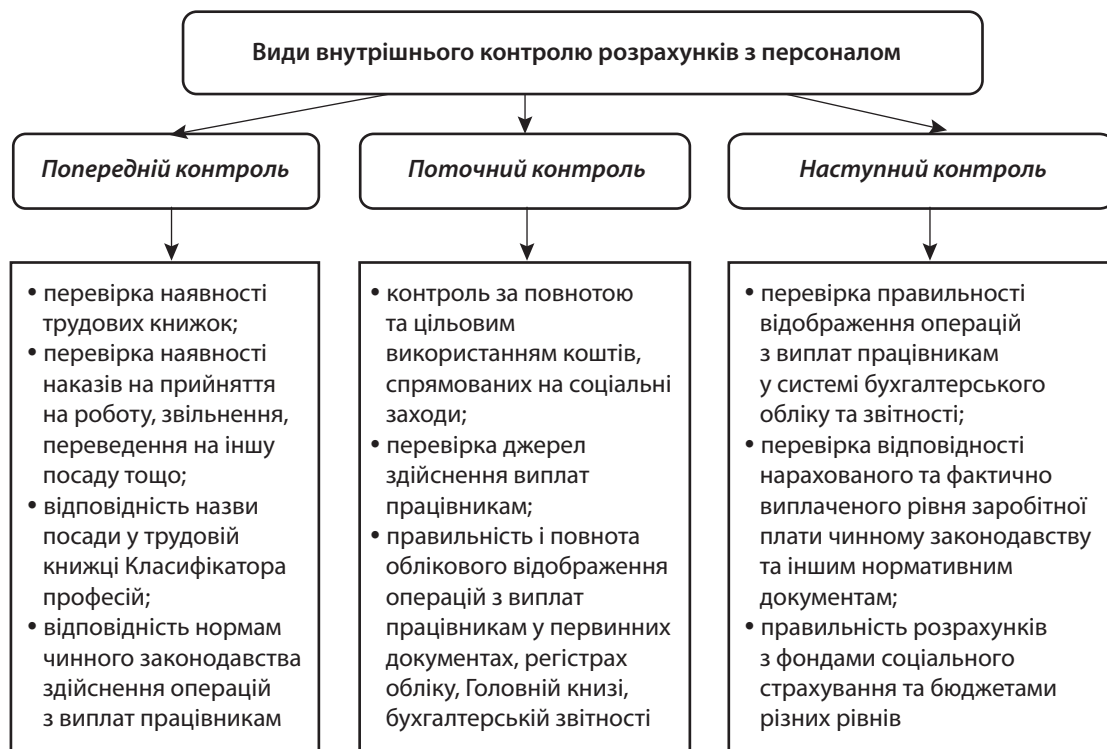 Види внутрішнього контролю розрахунків з персоналом
Попередній контроль
Поточний контроль
Наступний контроль
• перевірка наявності
трудових книжок;
• перевірка наявності
наказів на прийняття
на роботу, звільнення,
переведення на іншу
посаду тощо;
• відповідність назви
посади у трудовій
книжці Класифікатора
професій;
• відповідність нормам
чинного законодавства
здійснення операцій
з виплат працівникам
• контроль за повнотою
та цільовим
використанням коштів,
спрямованих на соціальні
заходи;
• перевірка джерел
здійснення виплат
працівникам;
• правильність і повнота
облікового відображення
операцій з виплат
працівникам у первинних
документах, регістрах
обліку, Головній книзі,
бухгалтерській звітності
• перевірка правильності
відображення операцій
з виплат працівникам
у системі бухгалтерського
обліку та звітності;
• перевірка відповідності
нарахованого та фактично
виплаченого рівня заробітної
плати чинному законодавству
та іншим нормативним
документам;
• правильність розрахунків
з фондами соціального
страхування та бюджетами
різних рівнів